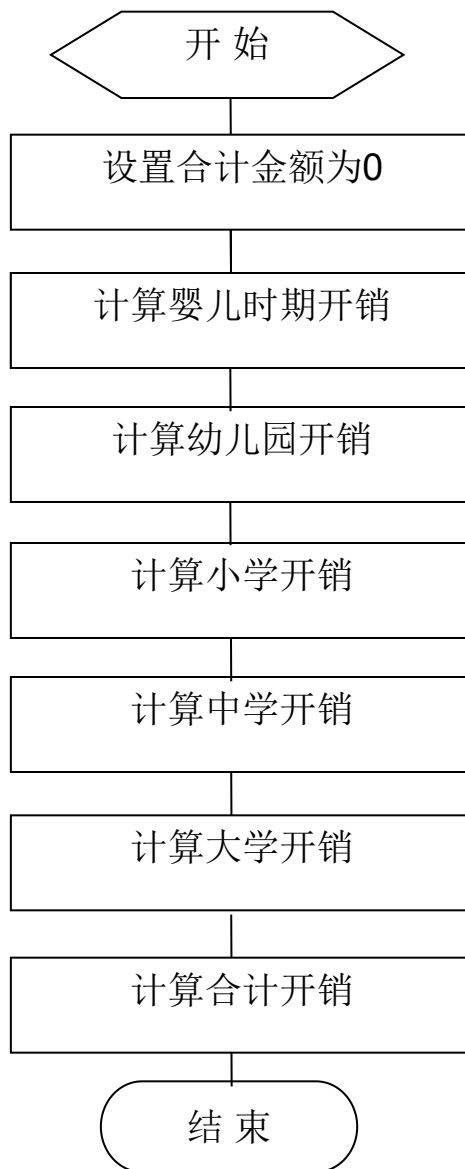 开 始
设置合计金额为0
计算婴儿时期开销
计算幼儿园开销
计算小学开销
计算中学开销
计算大学开销
计算合计开销
结 束